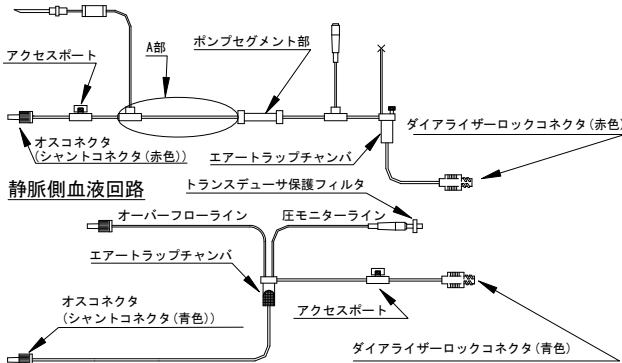 アクセスポート
A部
ポンプセグメント部
ダイアライザーロックコネクタ(赤色)
オスコネクタ
(シャントコネクタ(赤色))
エアートラップチャンバ
静脈側血液回路
トランスデューサ保護フィルタ
オーバーフローライン
圧モニターライン
エアートラップチャンバ
オスコネクタ
(シャントコネクタ(青色))
アクセスポート
ダイアライザーロックコネクタ(青色)